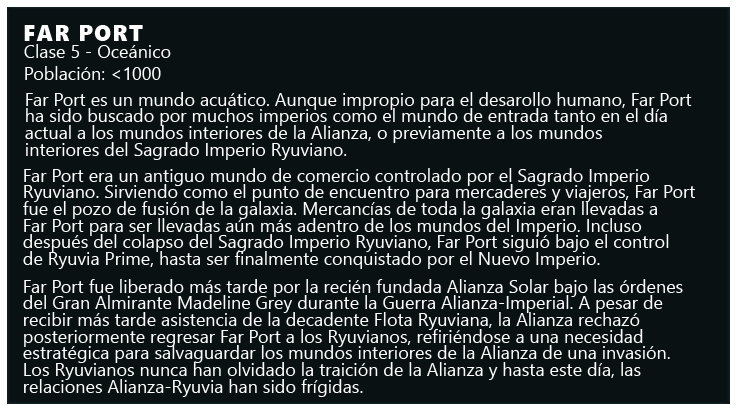 FAR PORT
Clase 5 - Oceánico
Población: <1000
Far Port es un mundo acuático. Aunque impropio para el desarollo humano, Far Port
ha sido buscado por muchos imperios como el mundo de entrada tanto en el día
actual a los mundos interiores de la Alianza, o previamente a los mundos
interiores del Sagrado Imperio Ryuviano.
Far Port era un antiguo mundo de comercio controlado por el Sagrado Imperio
Ryuviano. Sirviendo como el punto de encuentro para mercaderes y viajeros, Far Port
fue el pozo de fusión de la galaxia. Mercancías de toda la galaxia eran llevadas a
Far Port para ser llevadas aún más adentro de los mundos del Imperio. Incluso
después del colapso del Sagrado Imperio Ryuviano, Far Port siguió bajo el control
de Ryuvia Prime, hasta ser finalmente conquistado por el Nuevo Imperio.
Far Port fue liberado más tarde por la recién fundada Alianza Solar bajo las órdenes
del Gran Almirante Madeline Grey durante la Guerra Alianza-Imperial. A pesar de
recibir más tarde asistencia de la decadente Flota Ryuviana, la Alianza rechazó
posteriormente regresar Far Port a los Ryuvianos, refiriéndose a una necesidad
estratégica para salvaguardar los mundos interiores de la Alianza de una invasión.
Los Ryuvianos nunca han olvidado la traición de la Alianza y hasta este día, las
relaciones Alianza-Ryuvia han sido frígidas.